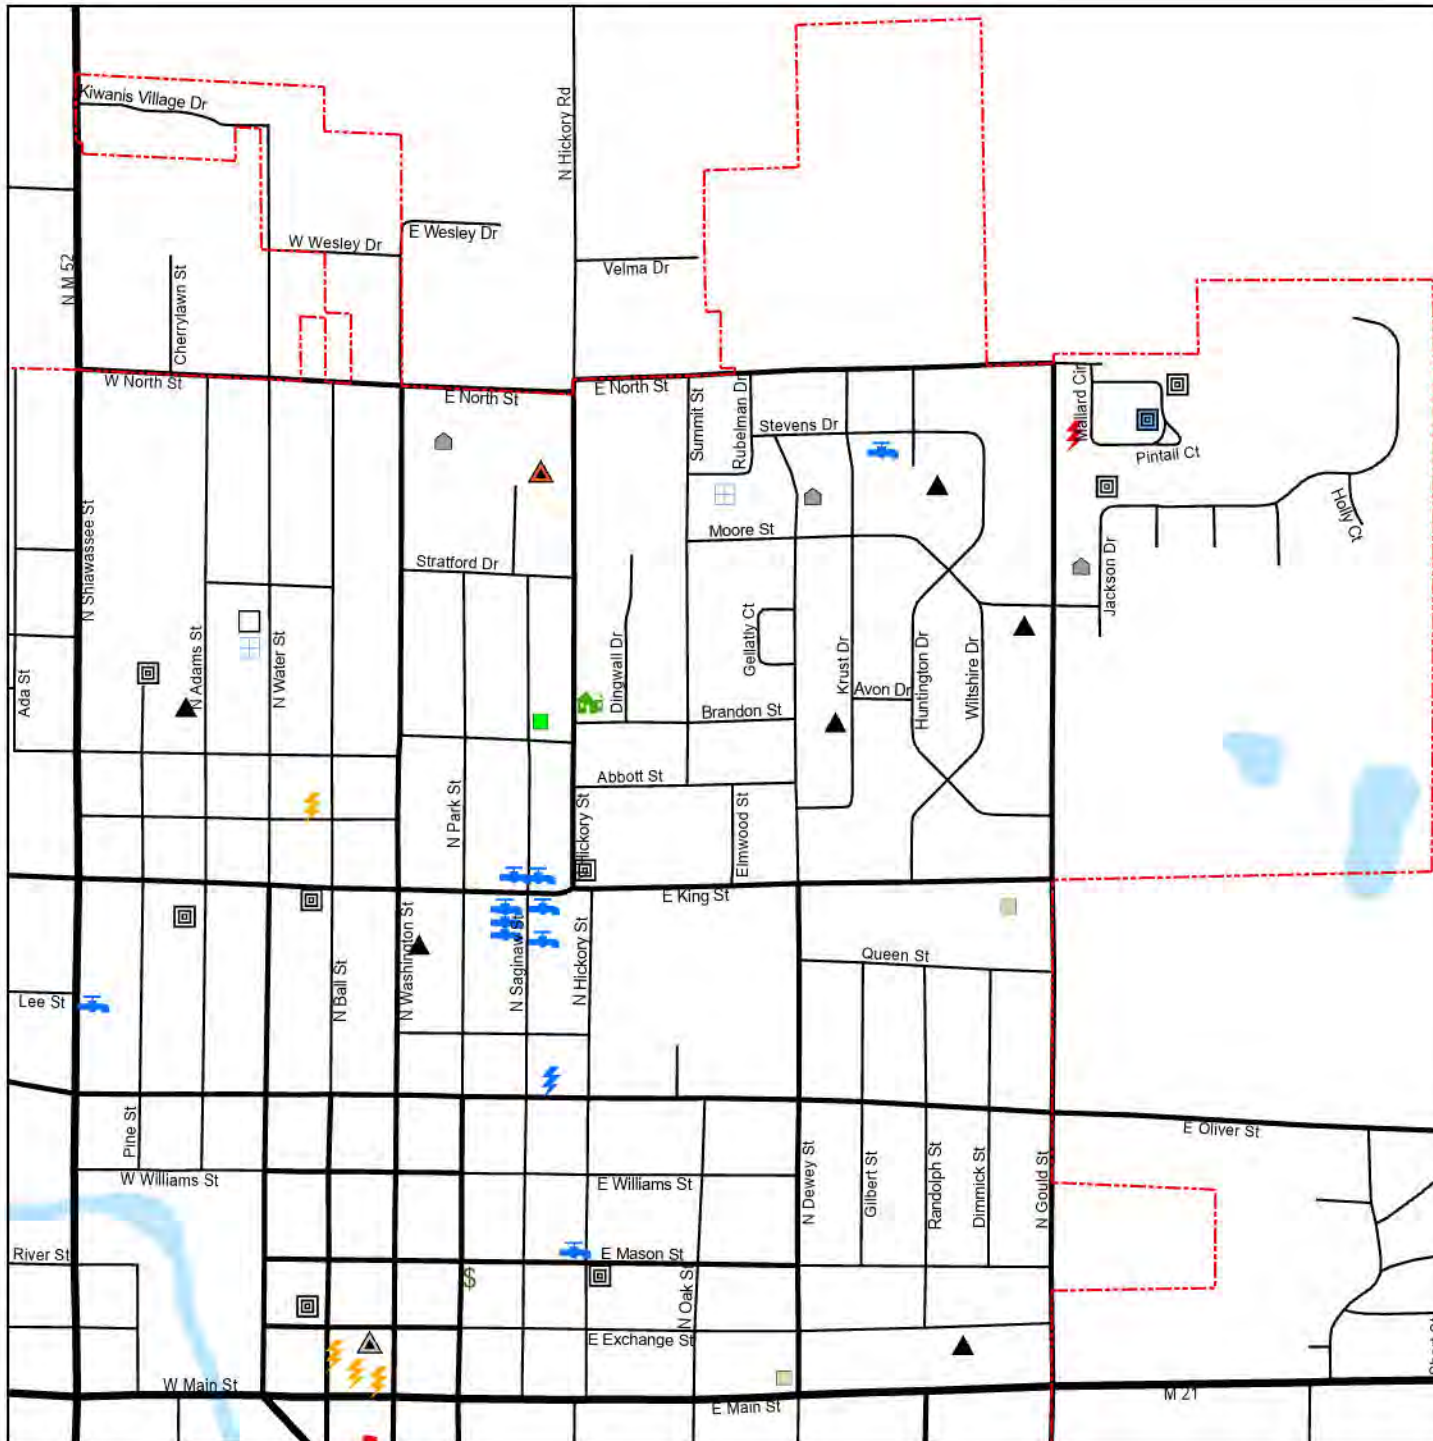 Kiwanis Village Dr
N Hickory Rd
W Wesley Dr
E Wesley Dr
Velma Dr
N M 52
Cherrylawn St
W North St
E North St
E North St
Summit St
Rubelman Dr
Mallard Cir
Stevens Dr
Pintail Ct
Holly Ct
Moore St
N Shiawassee St
Stratford Dr
Jackson Dr
Gellatly Ct
N Adams St
N Water St
Ada St
Dingwall Dr
Krust Dr
Avon Dr
Huntington Dr
Wiltshire Dr
Brandon St
Abbott St
N Park St
Hickory St
Elmwood St
E King St
N Washington St
N Saginaw St
N Hickory St
Queen St
N Ball St
Lee St
Pine St
E Oliver St
W Williams St
E Williams St
N Dewey St
Gilbert St
Randolph St
Dimmick St
N Gould St
River St
E Mason St
$
N Oak St
E Exchange St
W Main St
E Main St
M 21